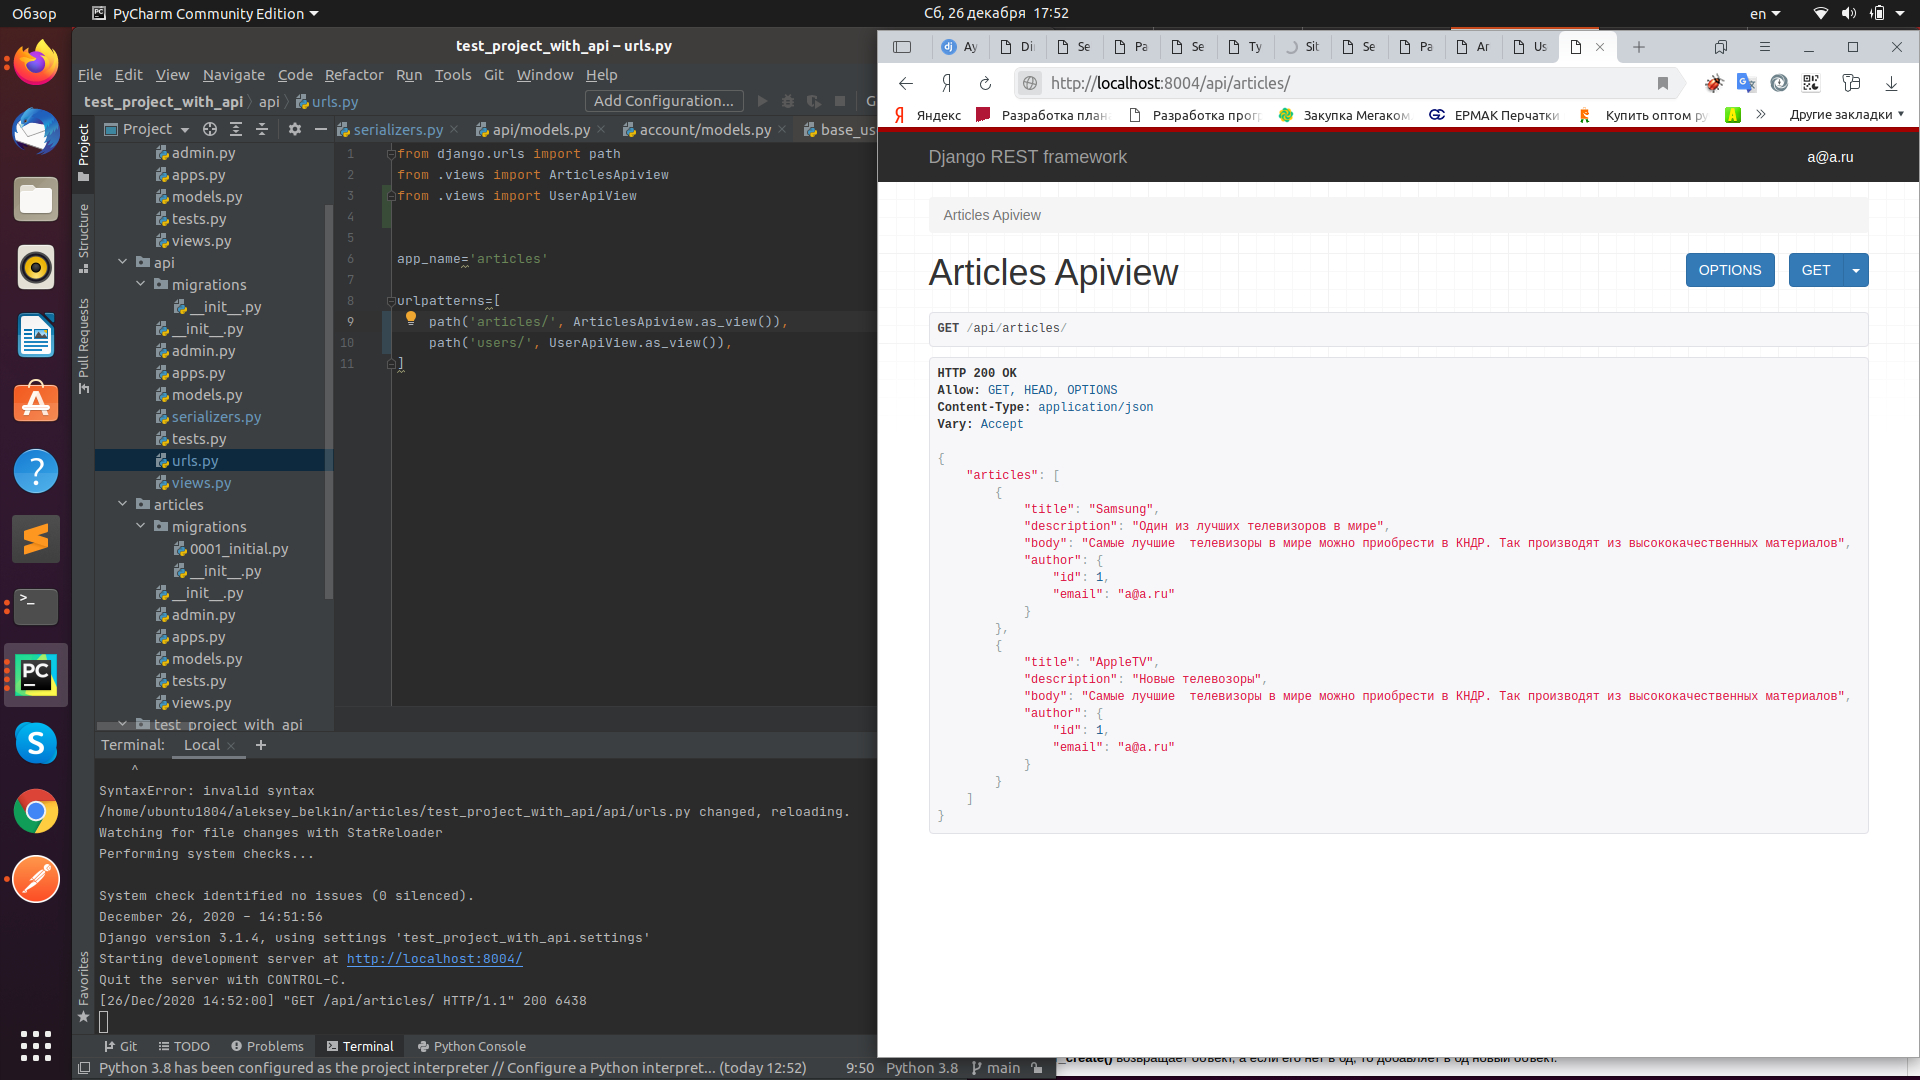 Обзор
PyCharm Community Edition
Сб, 26 декабря 17:52
en
test_project_with_api – urls.py
File Edit View Navigate Code Refactor Run Tools Git Window Help
test_project_with_api api urls.py
Add Configuration...
Project
serializers.py
api/models.py
account/models.py
base_us
Project
Structure
Pull Requests
Favorites
admin.py
apps.py
models.py
tests.py
views.py
api
migrations
__init__.py
__init__.py
admin.py
apps.py
models.py
serializers.py
tests.py
urls.py
views.py
articles
migrations
0001_initial.py
__init__.py
__init__.py
admin.py
apps.py
models.py
tests.py
views.py
test_project_with_api
1 from django.urls import path
2 from .views import ArticlesApiview
3 from .views import UserApiView
4
5
6 app_name='articles'
7
8 urlpatterns=[
9 path('articles/', ArticlesApiview.as_view()),
10 path('users/', UserApiView.as_view()),
11 ]
Terminal: Local
^
SyntaxError: invalid syntax
/home/ubuntu1804/aleksey_belkin/articles/test_project_with_api/api/urls.py changed, reloading.
Watching for file changes with StatReloader
Performing system checks...
System check identified no issues (0 silenced).
December 26, 2020 - 14:51:56
Django version 3.1.4, using settings 'test_project_with_api.settings'
Starting development server at http://localhost:8004/
Quit the server with CONTROL-C.
[26/Dec/2020 14:52:00] "GET /api/articles/ HTTP/1.1" 200 6438
Git TODO Problems Terminal Python Console
Python 3.8 has been configured as the project interpreter // Configure a Python interpret... (today 12:52) 9:50 Python 3.8 main
dj Ay Di Se Pa Se Ty Sit Se Pa Ar Us
http://localhost:8004/api/articles/
Яндекс Разработка план Разработка прог Закупка Мегаком ЕРМАК Перчатки Купить оптом ру Другие закладки
Django REST framework
a@a.ru
Articles Apiview
Articles Apiview
OPTIONS
GET
GET /api/articles/
HTTP 200 OK
Allow: GET, HEAD, OPTIONS
Content-Type: application/json
Vary: Accept
{
"articles": [
{
"title": "Samsung",
"description": "Один из лучших телевизоров в мире",
"body": "Самые лучшие  телевизоры в мире можно приобрести в КНДР. Так производят из высококачественных материалов",
"author": {
"id": 1,
"email": "a@a.ru"
}
},
{
"title": "AppleTV",
"description": "Новые телевозоры",
"body": "Самые лучшие  телевизоры в мире можно приобрести в КНДР. Так производят из высококачественных материалов",
"author": {
"id": 1,
"email": "a@a.ru"
}
}
]
}
_create() возвращает объект, а если его нет в бд, то добавляет в бд новый объект.